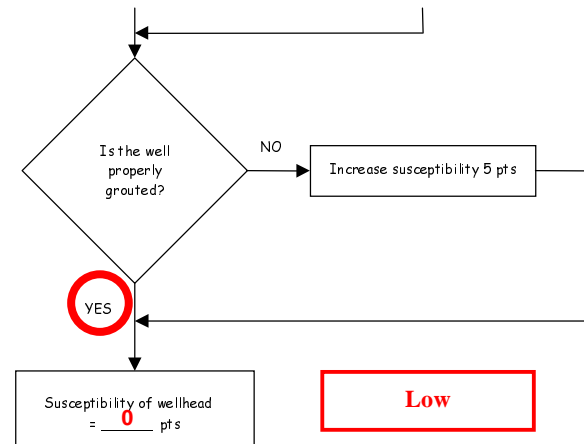 Is the well
properly
grouted?
NO
Increase susceptibility 5 pts
YES
Susceptibility of wellhead
= 0 pts
Low